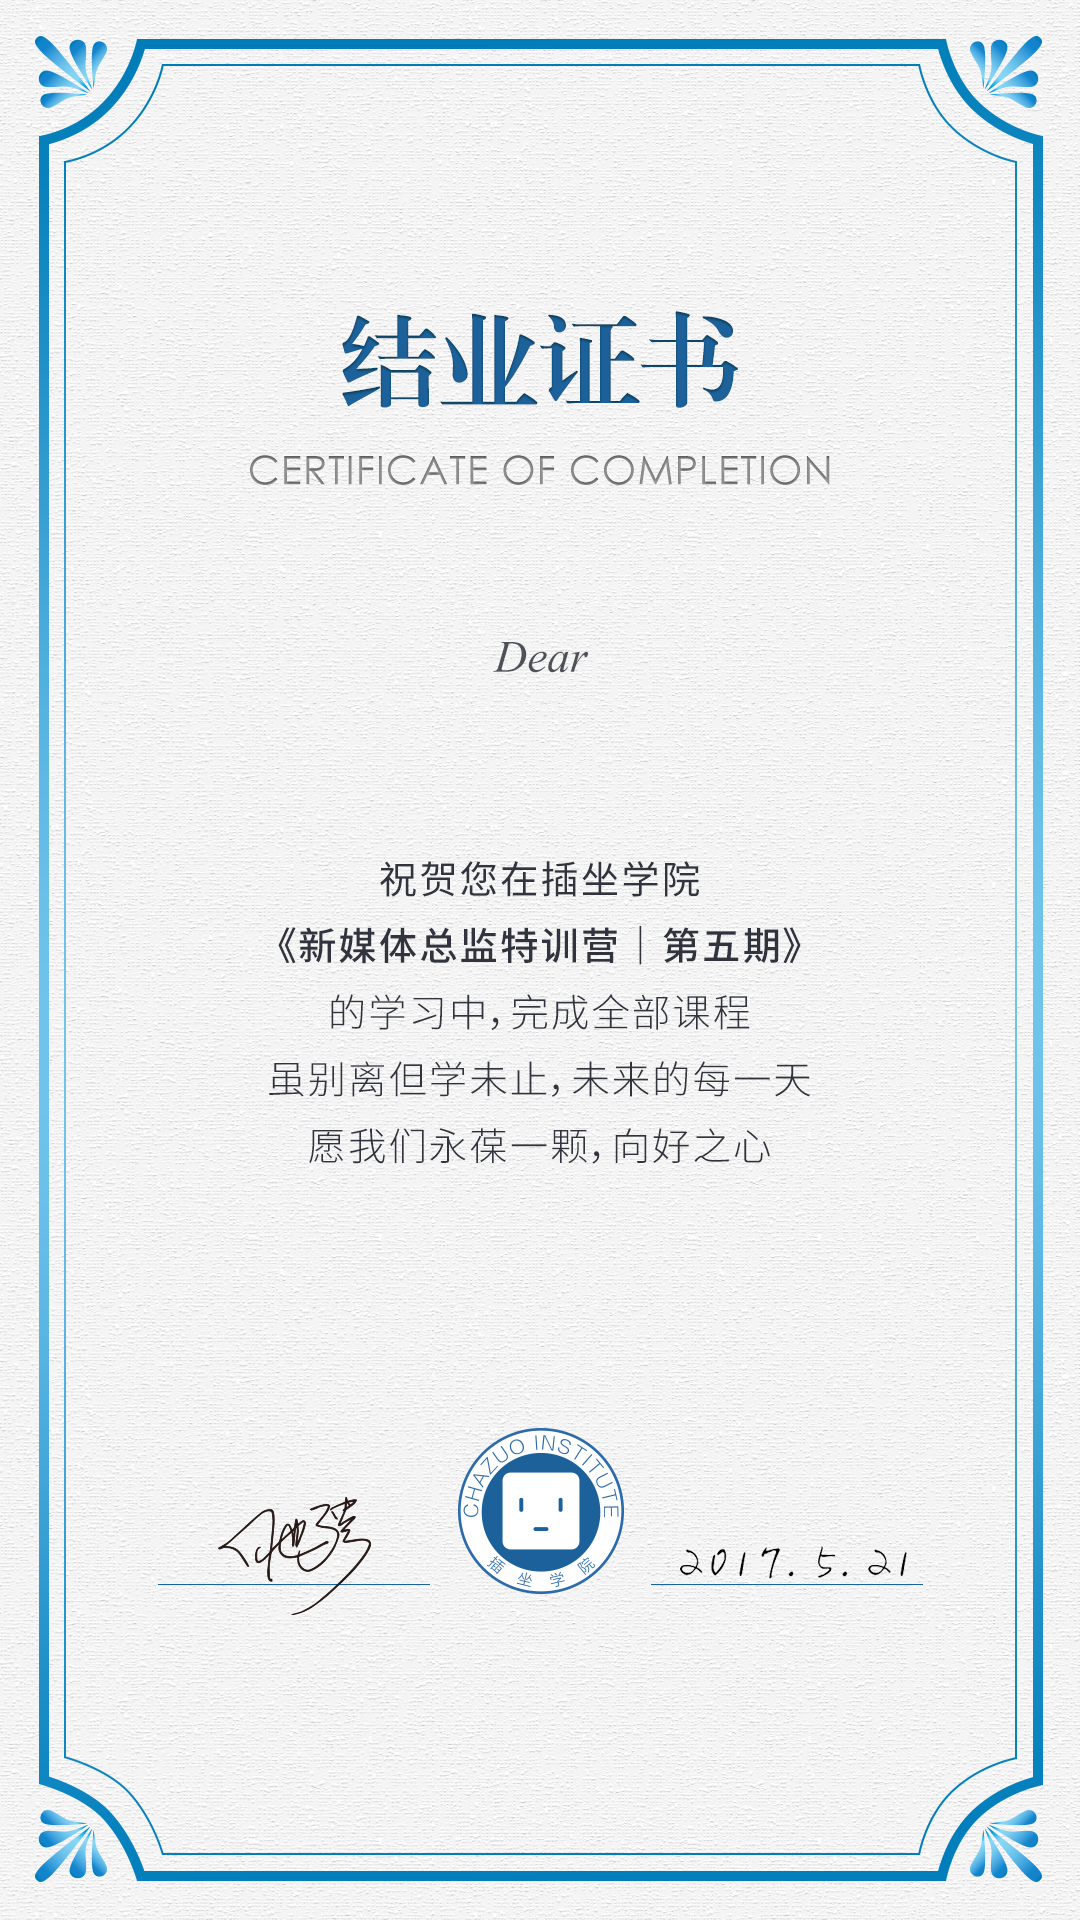 结业证书
CERTIFICATE OF COMPLETION
Dear
祝贺您在插坐学院
《新媒体总监特训营｜第五期》
的学习中，完成全部课程
虽别离但学未止，未来的每一天
愿我们永葆一颗，向好之心
CHAZUO INSTITUTE
插坐学院
2017.5.21